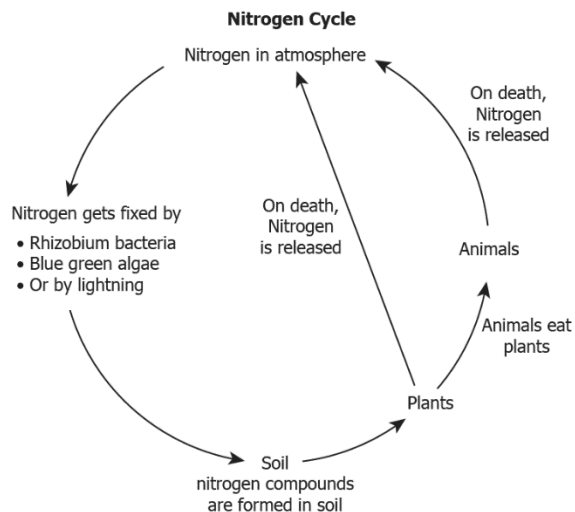 Nitrogen Cycle
Nitrogen in atmosphere
On death,
Nitrogen
is released
Nitrogen gets fixed by
• Rhizobium bacteria
• Blue green algae
• Or by lightning
On death,
Nitrogen
is released
Animals
Animals eat
plants
Plants
Soil
nitrogen compounds
are formed in soil